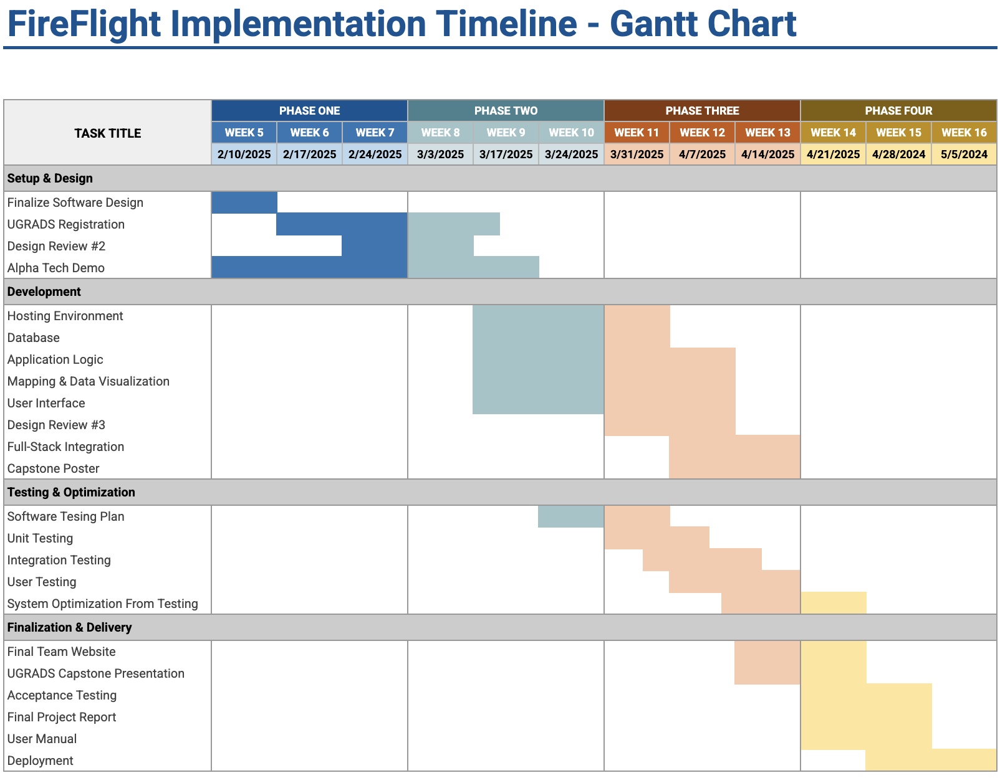 FireFlight Implementation Timeline - Gantt Chart
TASK TITLE
PHASE ONE PHASE TWO PHASE THREE PHASE FOUR
WEEK 5 WEEK 6 WEEK 7 WEEK 8 WEEK 9 WEEK 10 WEEK 11 WEEK 12 WEEK 13 WEEK 14 WEEK 15 WEEK 16
2/10/2025 2/17/2025 2/24/2025 3/3/2025 3/17/2025 3/24/2025 3/31/2025 4/7/2025 4/14/2025 4/21/2025 4/28/2024 5/5/2024
Setup & Design
Finalize Software Design
UGRADS Registration
Design Review #2
Alpha Tech Demo
Development
Hosting Environment
Database
Application Logic
Mapping & Data Visualization
User Interface
Design Review #3
Full-Stack Integration
Capstone Poster
Testing & Optimization
Software Tesing Plan
Unit Testing
Integration Testing
User Testing
System Optimization From Testing
Finalization & Delivery
Final Team Website
UGRADS Capstone Presentation
Acceptance Testing
Final Project Report
User Manual
Deployment